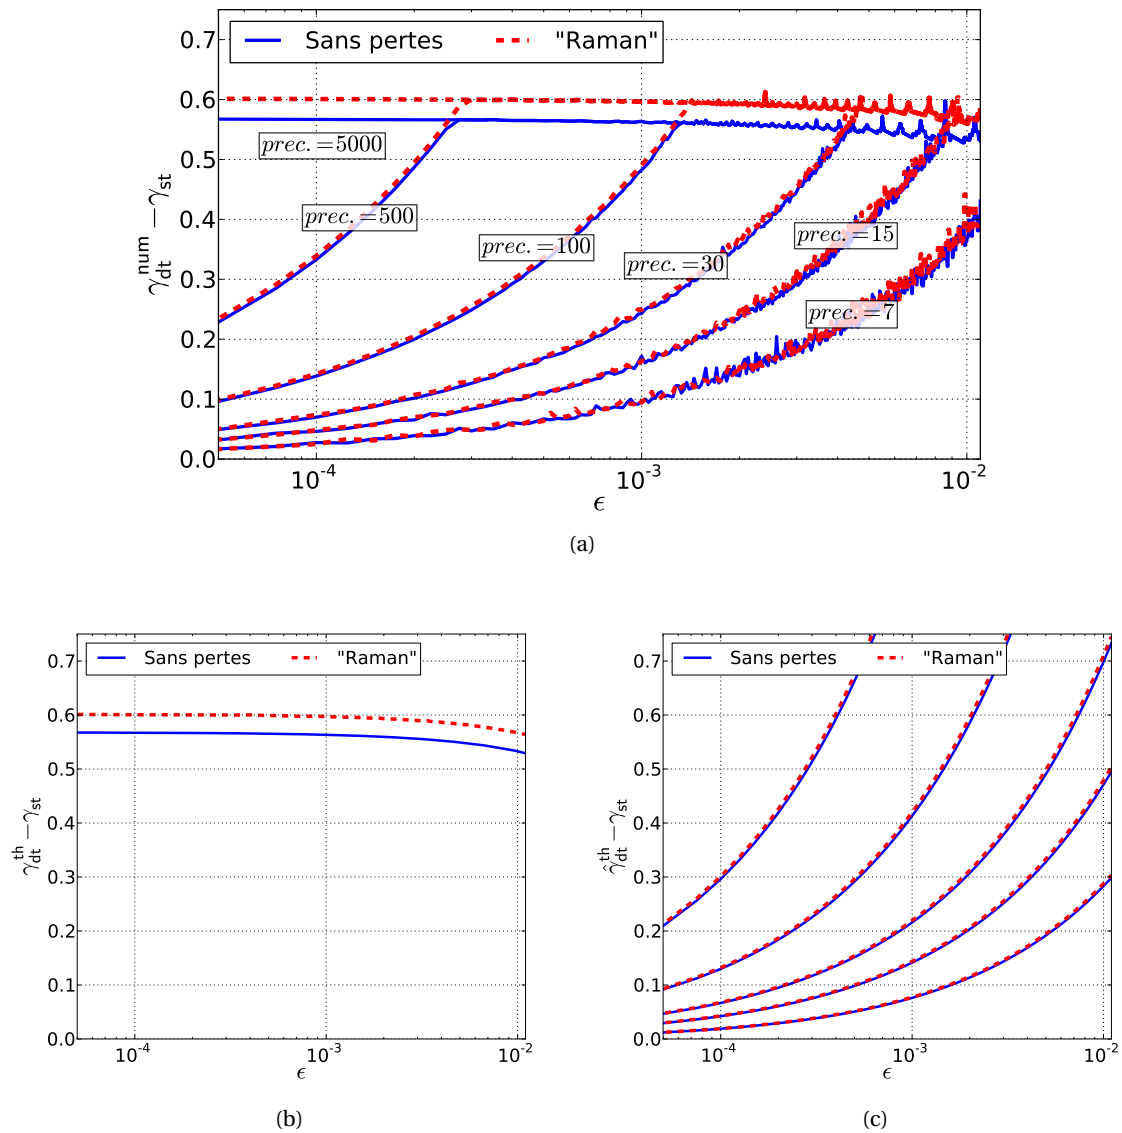 Sans pertes "Raman"
0.7
0.6
0.5
0.4
0.3
0.2
0.1
0.0
γ_dt^num − γ_st
prec. = 5000
prec. = 500
prec. = 100
prec. = 30
prec. = 15
prec. = 7
10^-4 10^-3 10^-2
ϵ
(a)
Sans pertes "Raman"
0.7
0.6
0.5
0.4
0.3
0.2
0.1
0.0
γ_dt^th − γ_st
10^-4 10^-3 10^-2
ϵ
(b)
Sans pertes "Raman"
0.7
0.6
0.5
0.4
0.3
0.2
0.1
0.0
γ̂_dt^th − γ_st
10^-4 10^-3 10^-2
ϵ
(c)